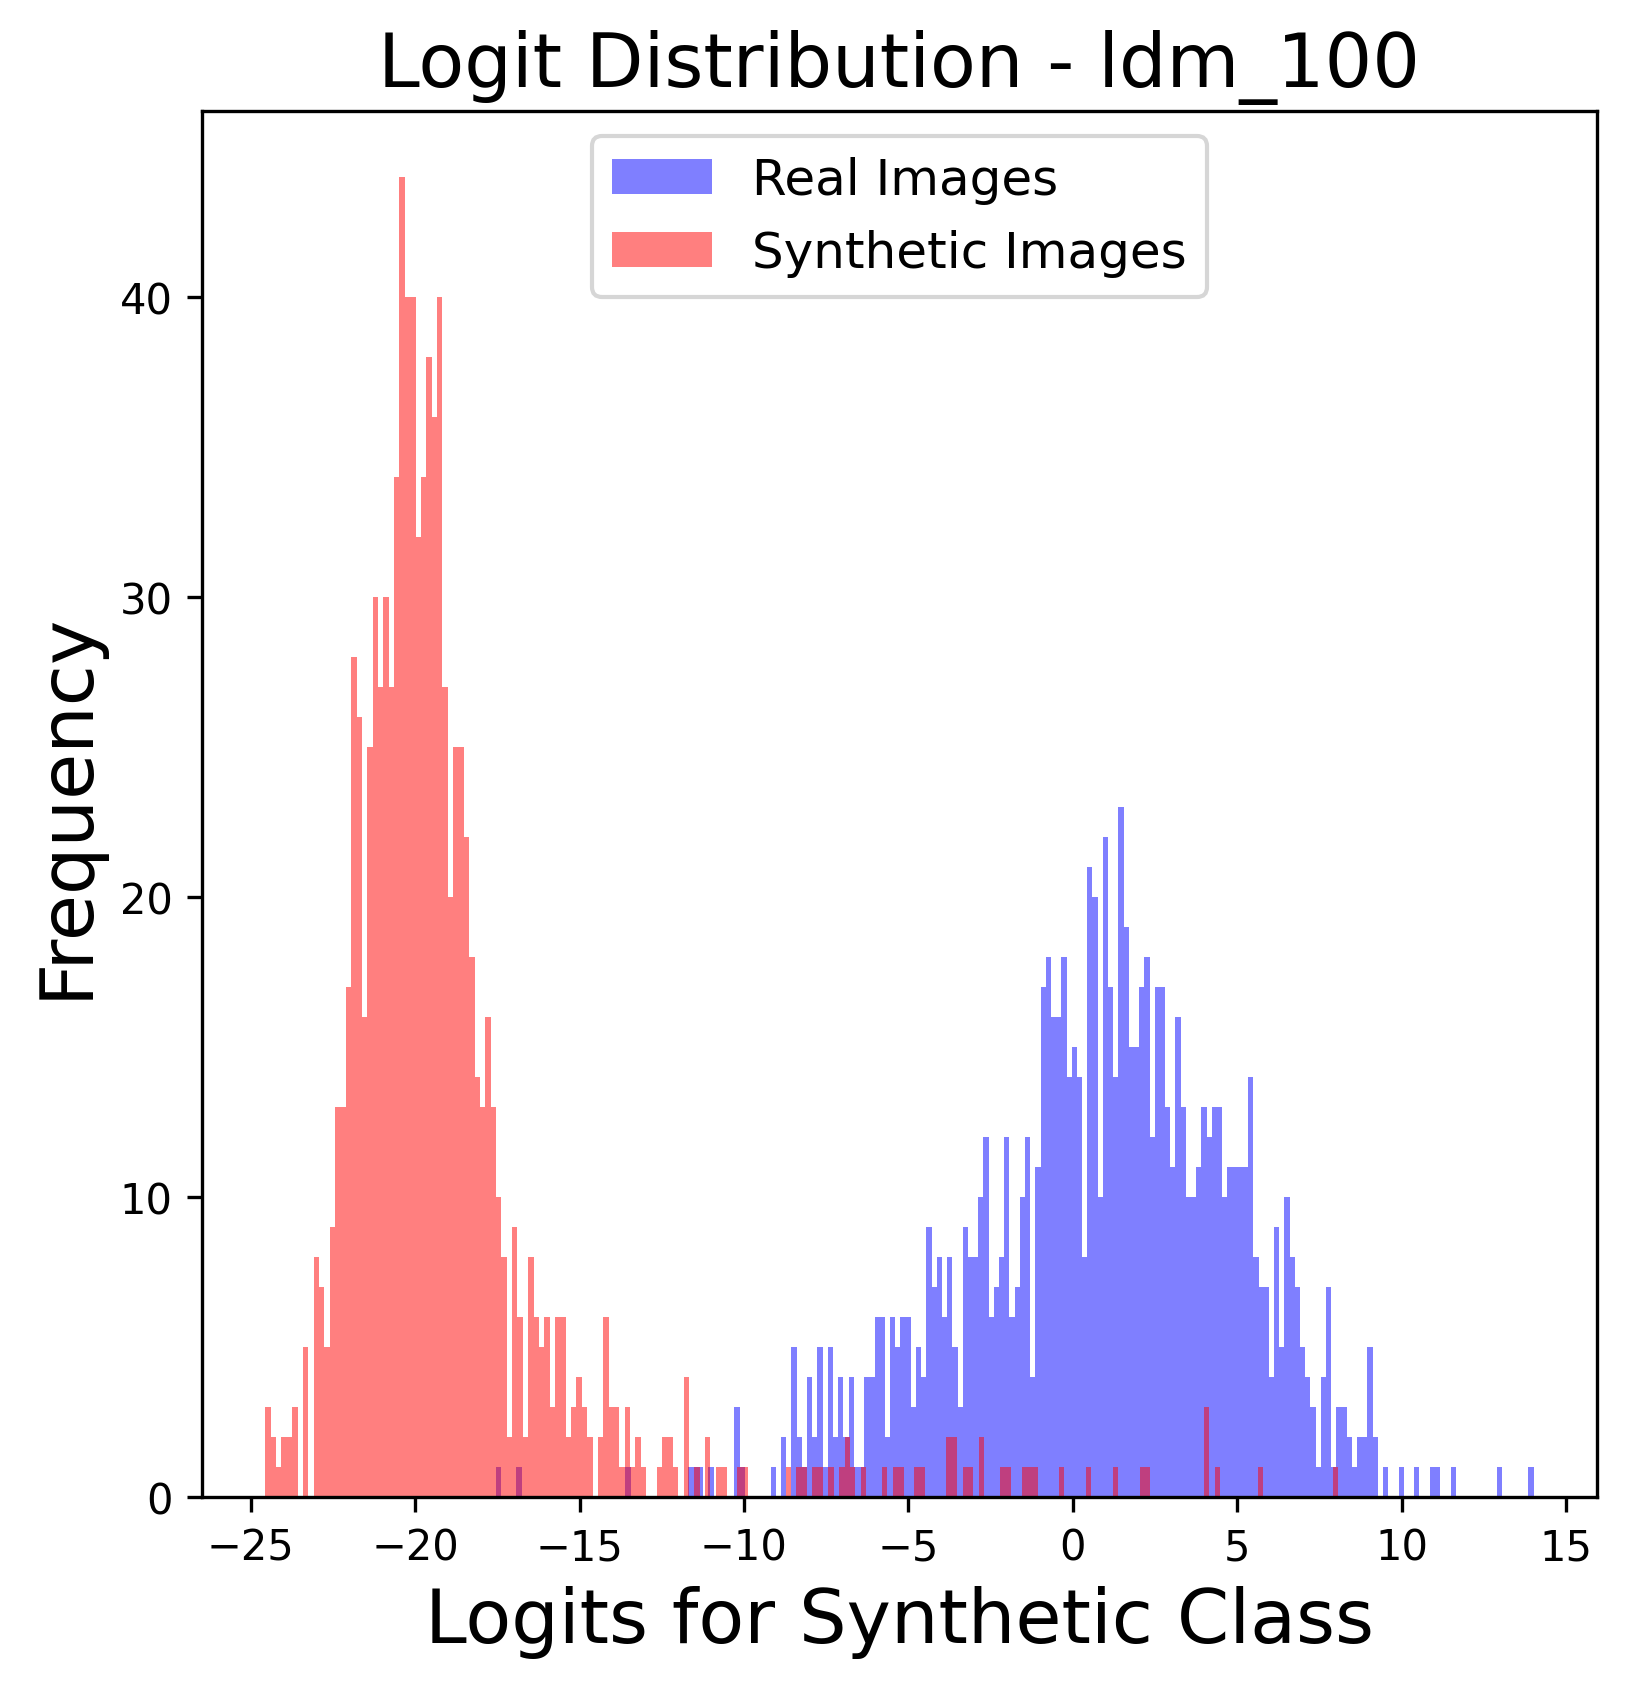 Logit Distribution - ldm_100
Real Images
Synthetic Images
Frequency
40
30
20
10
0
−25 −20 −15 −10 −5 0 5 10 15
Logits for Synthetic Class